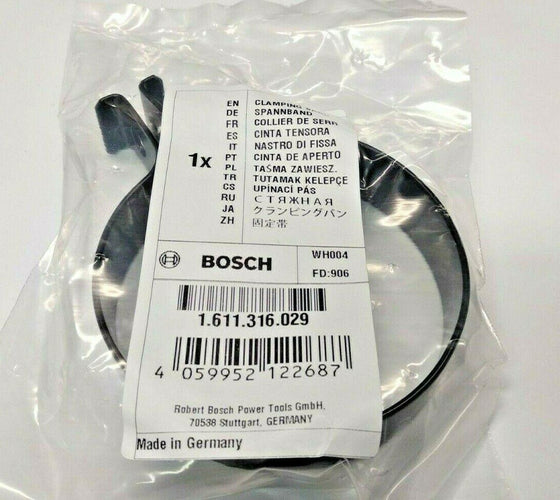 1x
EN CLAMPING
DE SPANNBAND
FR COLLIER DE SERR
ES CINTA TENSORA
IT NASTRO DI FISSA
PT CINTA DE APERTO
PL TAŚMA ZAWIESZ.
TR TUTAMAK KELEPÇE
CS UPÍNACÍ PÁS
RU СТЯЖНАЯ
JA クランピングバン
ZH 固定带
BOSCH
WH004
FD:906
1.611.316.029
4 059952 122687
Robert Bosch Power Tools GmbH,
70538 Stuttgart, GERMANY
Made in Germany